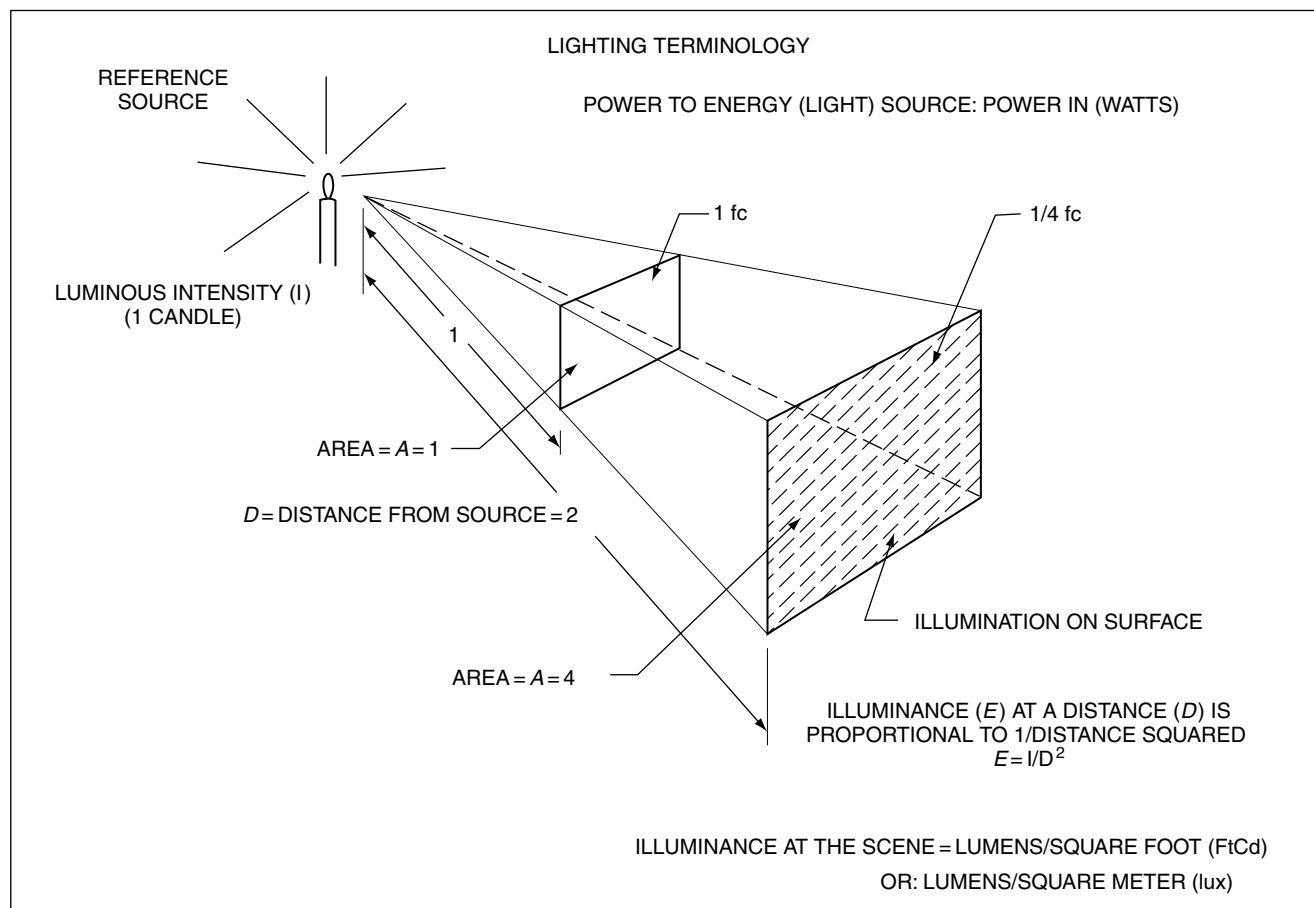 LIGHTING TERMINOLOGY
REFERENCE
SOURCE
POWER TO ENERGY (LIGHT) SOURCE: POWER IN (WATTS)
1 fc
1/4 fc
LUMINOUS INTENSITY (I)
(1 CANDLE)
1
AREA = A = 1
D = DISTANCE FROM SOURCE = 2
ILLUMINATION ON SURFACE
AREA = A = 4
ILLUMINANCE (E) AT A DISTANCE (D) IS
PROPORTIONAL TO 1/DISTANCE SQUARED
E = I/D²
ILLUMINANCE AT THE SCENE = LUMENS/SQUARE FOOT (FtCd)
OR: LUMENS/SQUARE METER (lux)